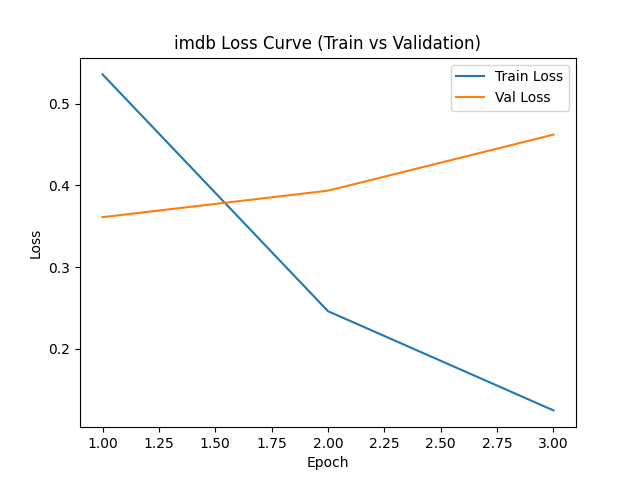 imdb Loss Curve (Train vs Validation)
Train Loss
Val Loss
0.5
0.4
0.3
0.2
Loss
1.00 1.25 1.50 1.75 2.00 2.25 2.50 2.75 3.00
Epoch